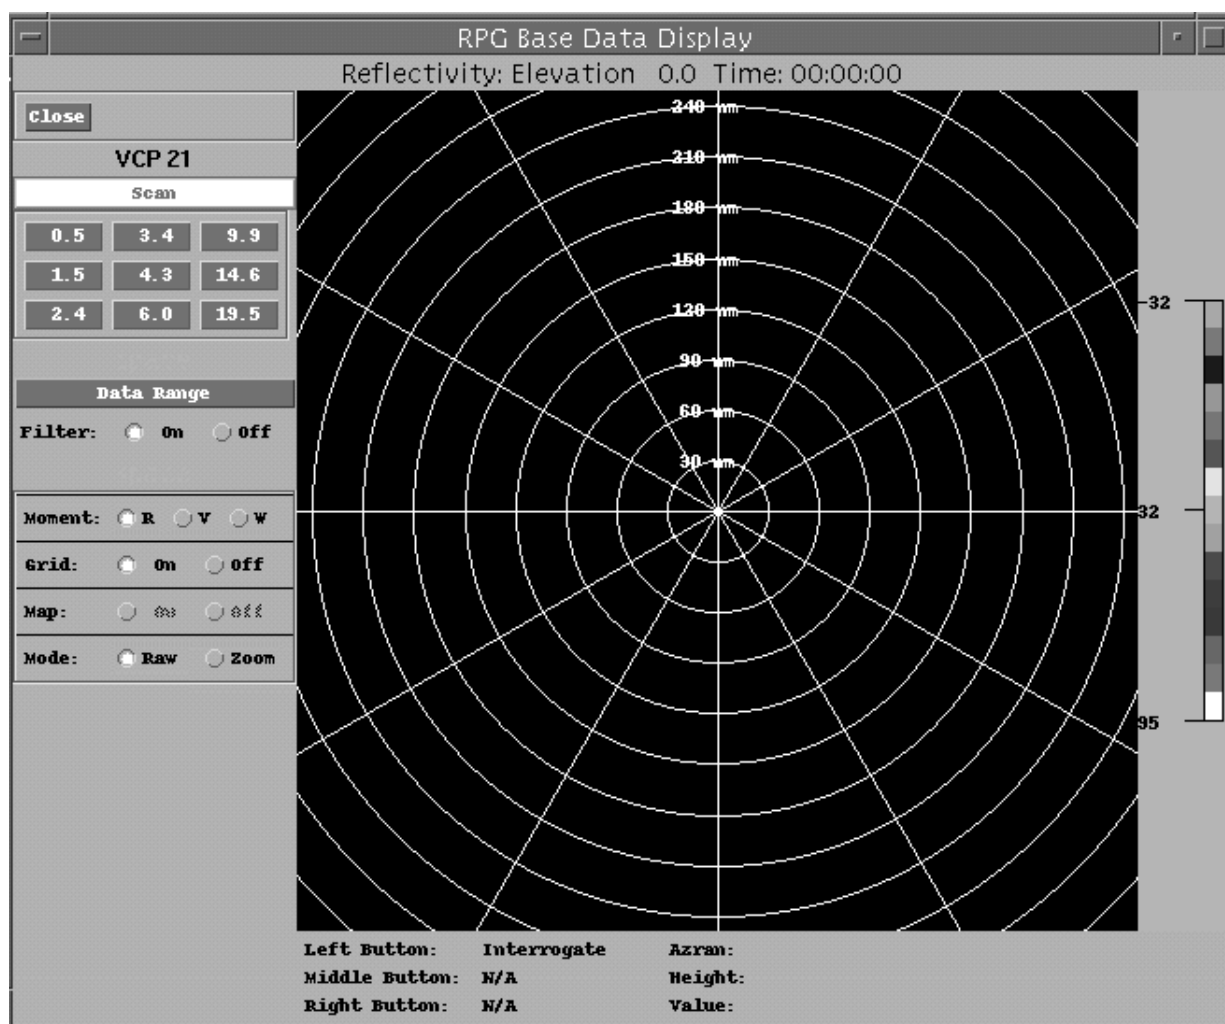 RPG Base Data Display
Reflectivity: Elevation 0.0 Time: 00:00:00
Close
VCP 21
Scan
0.5 3.4 9.9
1.5 4.3 14.6
2.4 6.0 19.5
Data Range
Filter: On Off
Moment: R V W
Grid: On Off
Map: On Off
Mode: Raw Zoom
240 nm
210 nm
180 nm
150 nm
120 nm
90 nm
60 nm
30 nm
-32
32
95
Left Button: Interrogate Azran:
Middle Button: N/A Height:
Right Button: N/A Value: